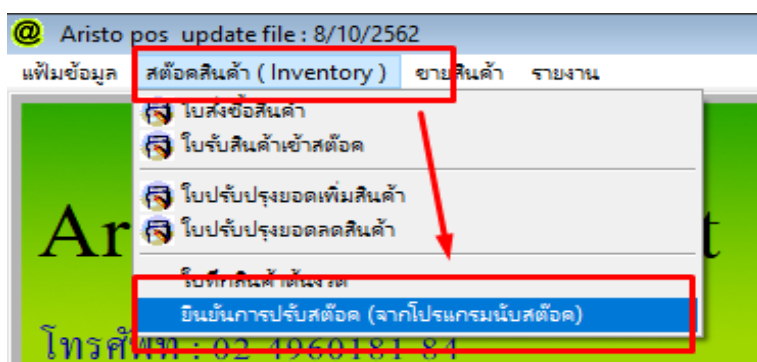 @ Aristo pos update file : 8/10/2562
แฟ้มข้อมูล สต๊อคสินค้า ( Inventory ) ขายสินค้า รายงาน
ใบสั่งซื้อสินค้า
ใบรับสินค้าเข้าสต๊อค
ใบปรับปรุงยอดเพิ่มสินค้า
Ar t
ใบปรับปรุงยอดลดสินค้า
ยืนยันการปรับสต๊อค (จากโปรแกรมนับสต๊อค)
โทรศัพท์ : 02-4960181-84